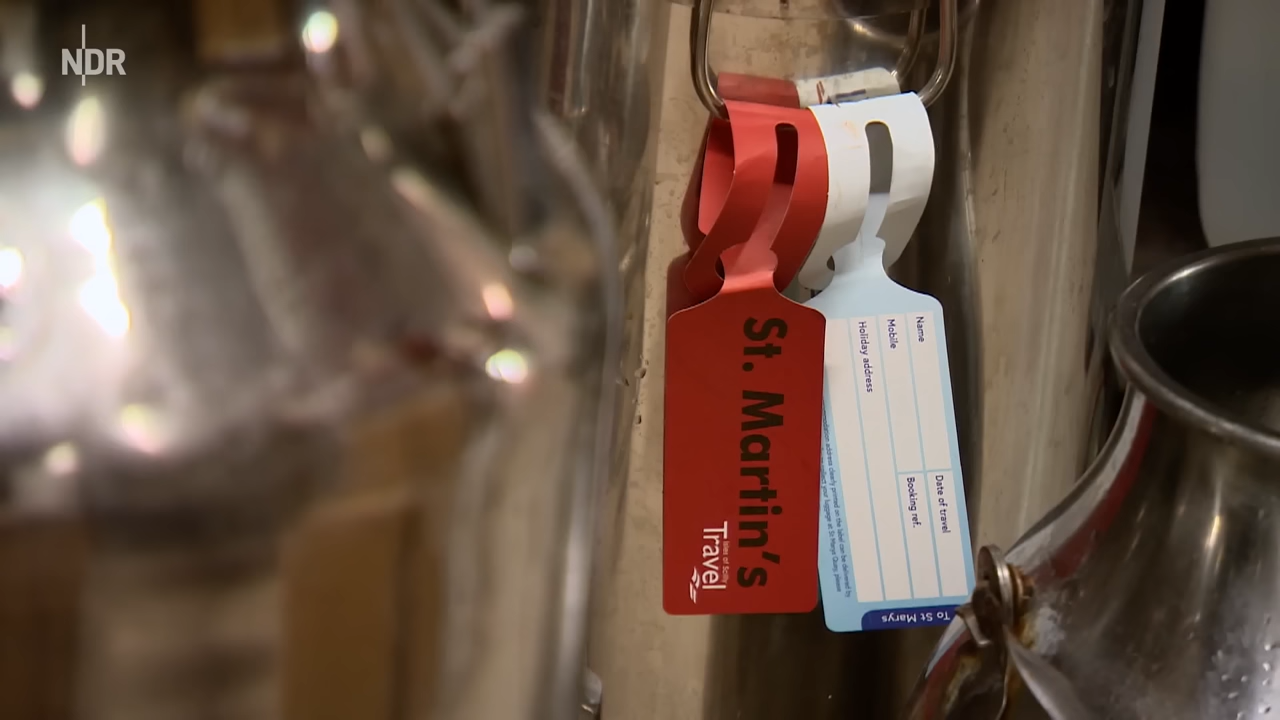 NDR
St. Martin's
Isles of Scilly
Travel
Name
Mobile
Holiday address
Date of travel
Booking ref.
To St Marys